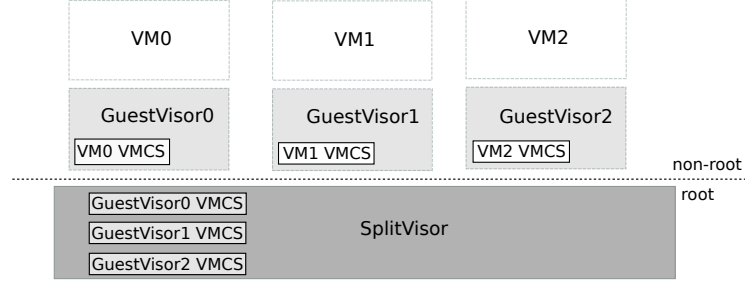 VM0
VM1
VM2
GuestVisor0
GuestVisor1
GuestVisor2
VM0 VMCS
VM1 VMCS
VM2 VMCS
non-root
root
GuestVisor0 VMCS
GuestVisor1 VMCS
SplitVisor
GuestVisor2 VMCS